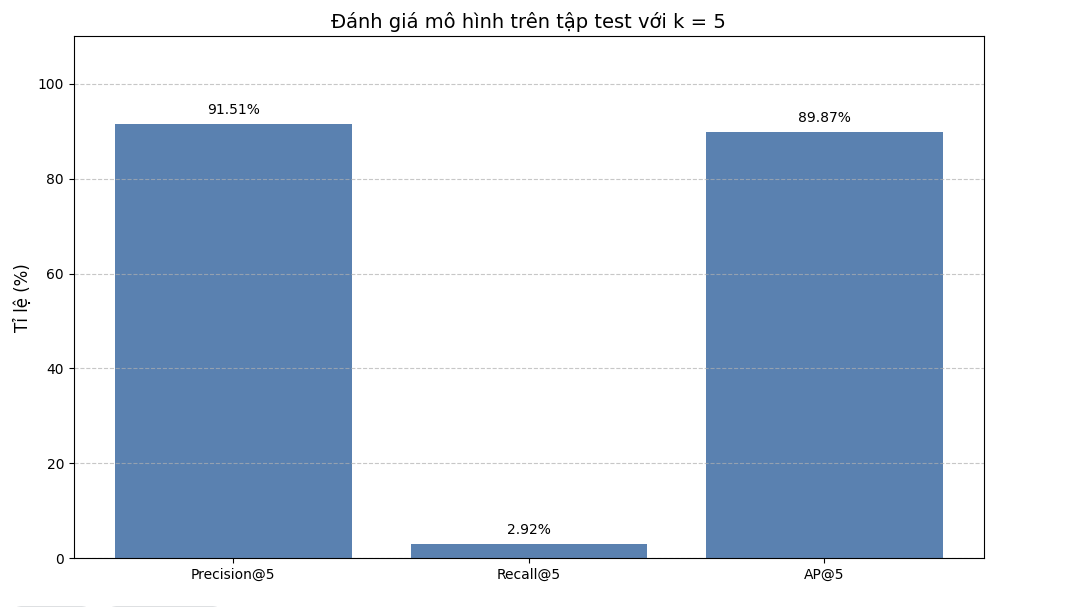 Đánh giá mô hình trên tập test với k = 5
Tỉ lệ (%)
100
80
60
40
20
0
91.51%
2.92%
89.87%
Precision@5
Recall@5
AP@5